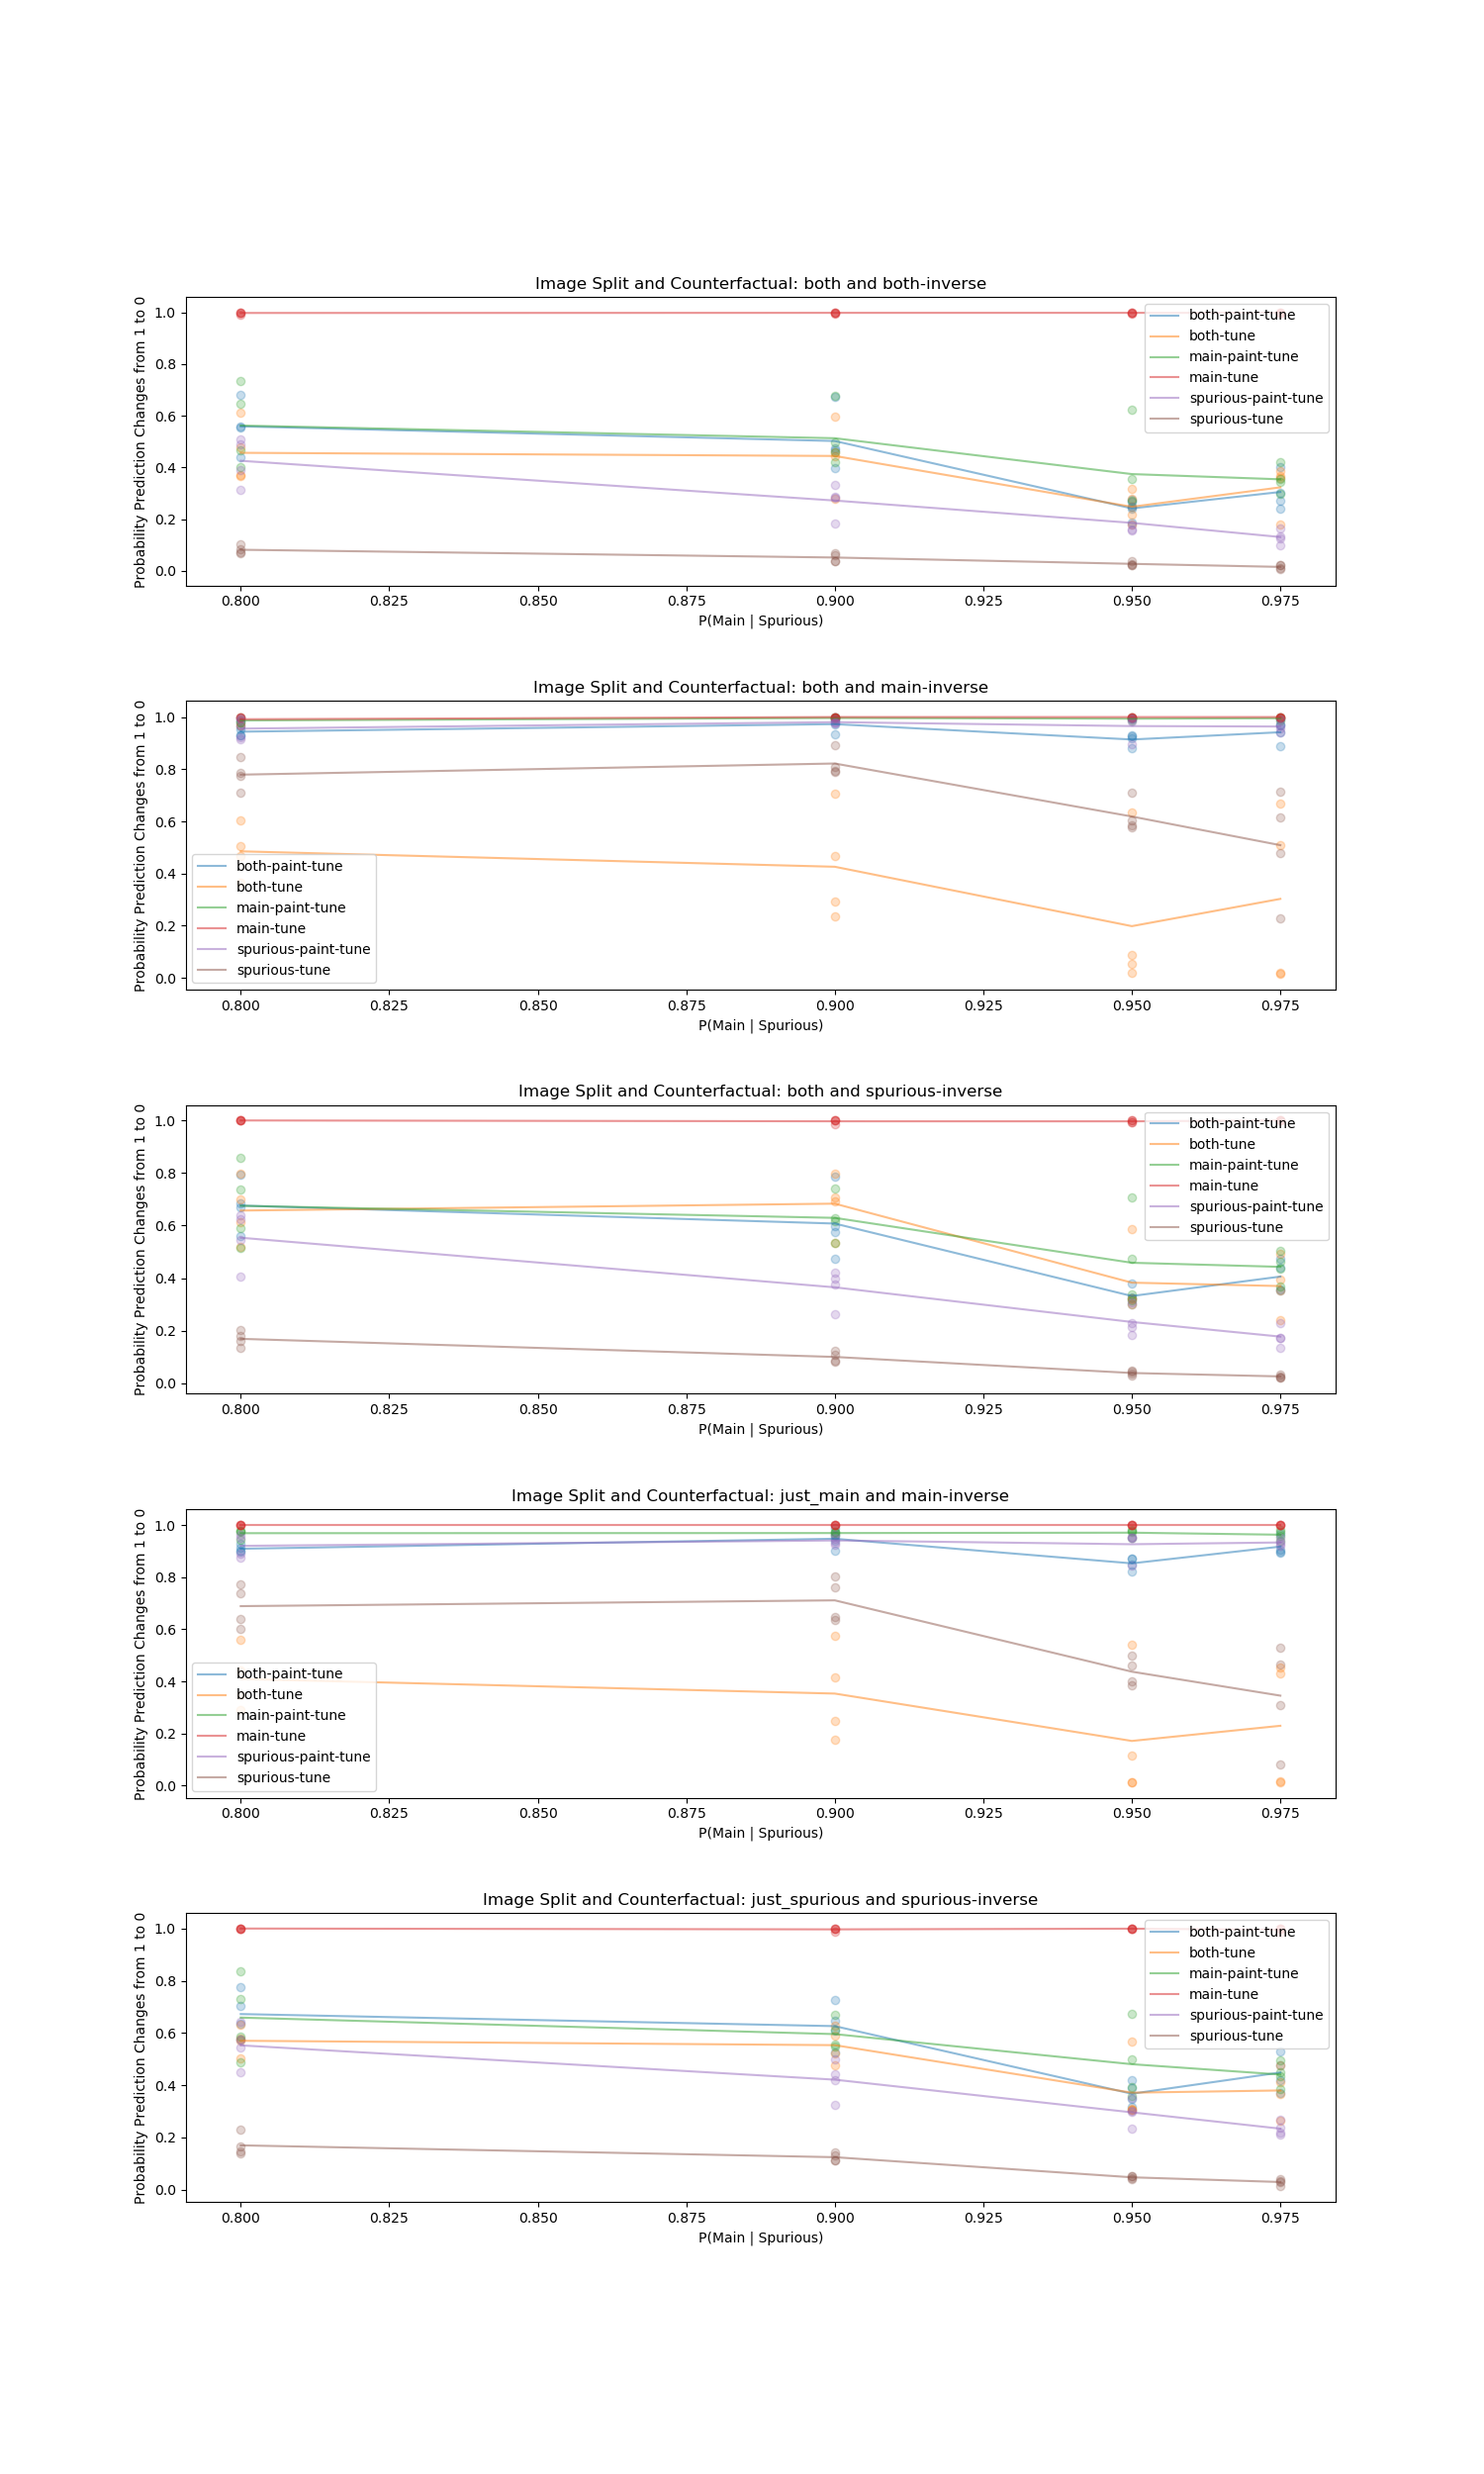 Image Split and Counterfactual: both and both-inverse
Probability Prediction Changes from 1 to 0
1.0
0.8
0.6
0.4
0.2
0.0
both-paint-tune
both-tune
main-paint-tune
main-tune
spurious-paint-tune
spurious-tune
0.800 0.825 0.850 0.875 0.900 0.925 0.950 0.975
P(Main | Spurious)
Image Split and Counterfactual: both and main-inverse
Probability Prediction Changes from 1 to 0
1.0
0.8
0.6
0.4
0.2
0.0
both-paint-tune
both-tune
main-paint-tune
main-tune
spurious-paint-tune
spurious-tune
0.800 0.825 0.850 0.875 0.900 0.925 0.950 0.975
P(Main | Spurious)
Image Split and Counterfactual: both and spurious-inverse
Probability Prediction Changes from 1 to 0
1.0
0.8
0.6
0.4
0.2
0.0
both-paint-tune
both-tune
main-paint-tune
main-tune
spurious-paint-tune
spurious-tune
0.800 0.825 0.850 0.875 0.900 0.925 0.950 0.975
P(Main | Spurious)
Image Split and Counterfactual: just_main and main-inverse
Probability Prediction Changes from 1 to 0
1.0
0.8
0.6
0.4
0.2
0.0
both-paint-tune
both-tune
main-paint-tune
main-tune
spurious-paint-tune
spurious-tune
0.800 0.825 0.850 0.875 0.900 0.925 0.950 0.975
P(Main | Spurious)
Image Split and Counterfactual: just_spurious and spurious-inverse
Probability Prediction Changes from 1 to 0
1.0
0.8
0.6
0.4
0.2
0.0
both-paint-tune
both-tune
main-paint-tune
main-tune
spurious-paint-tune
spurious-tune
0.800 0.825 0.850 0.875 0.900 0.925 0.950 0.975
P(Main | Spurious)